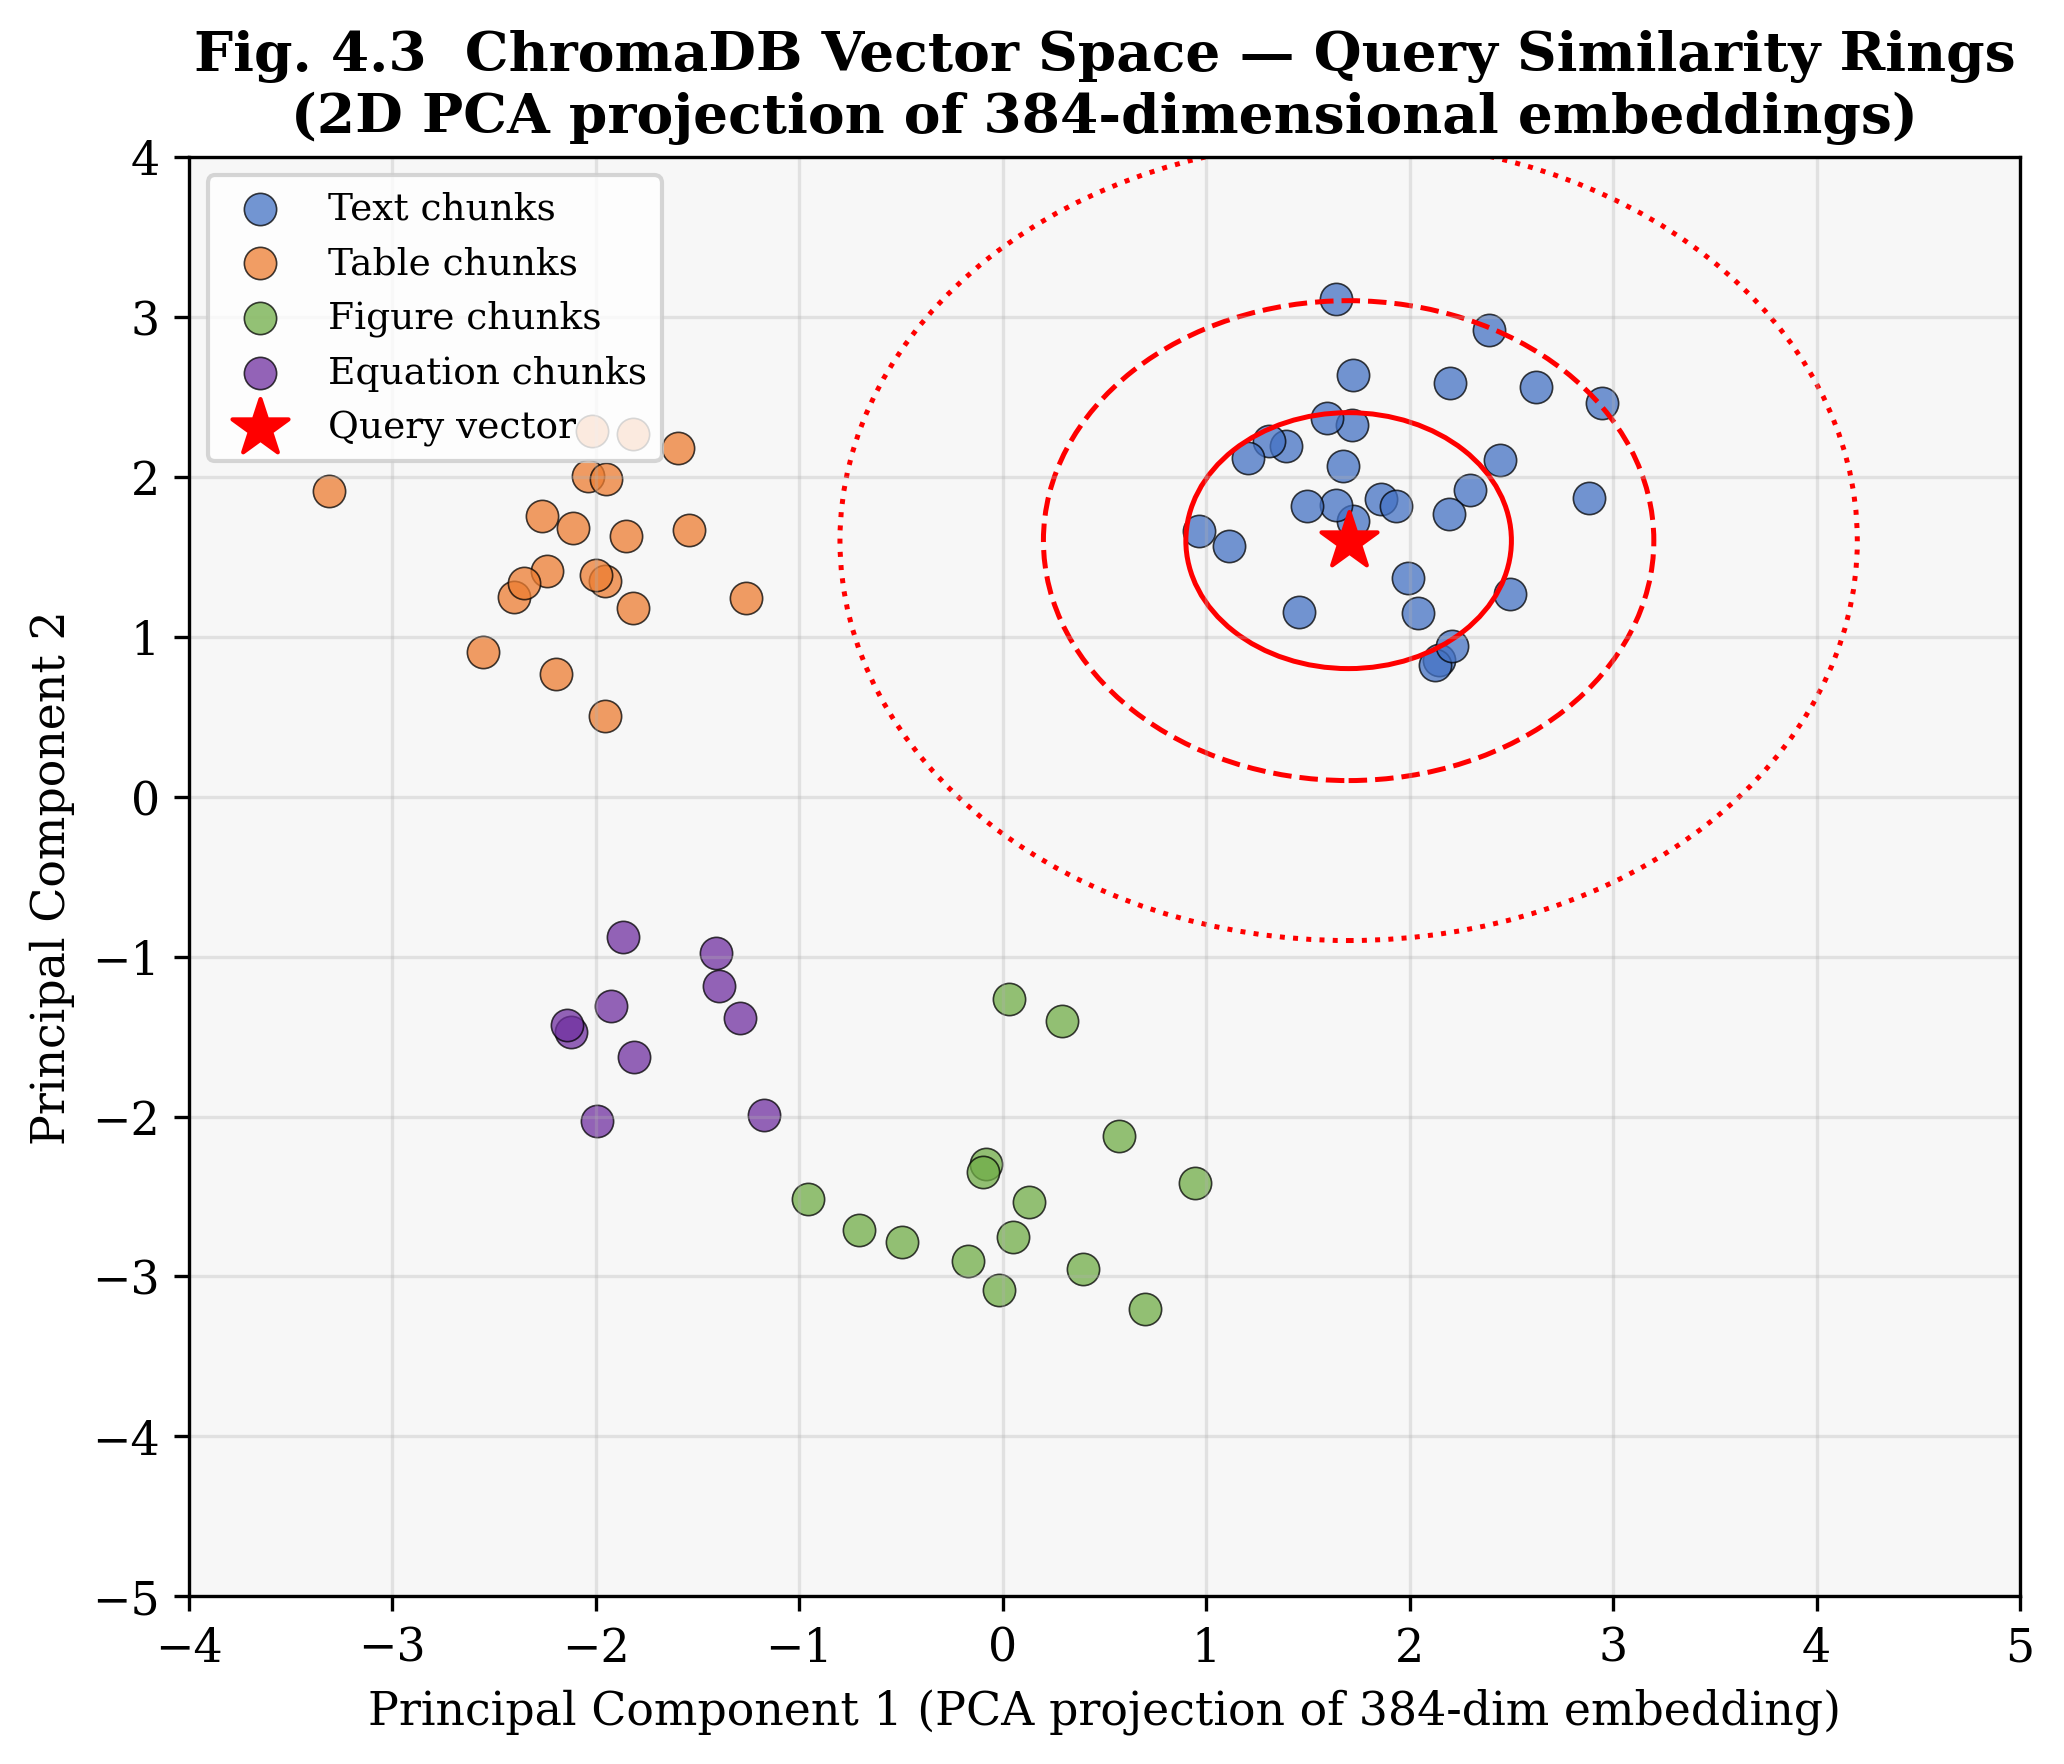 Fig. 4.3  ChromaDB Vector Space — Query Similarity Rings
(2D PCA projection of 384-dimensional embeddings)
Text chunks
Table chunks
Figure chunks
Equation chunks
Query vector
4
3
2
1
0
−1
−2
−3
−4
−5
Principal Component 2
−4 −3 −2 −1 0 1 2 3 4 5
Principal Component 1 (PCA projection of 384-dim embedding)